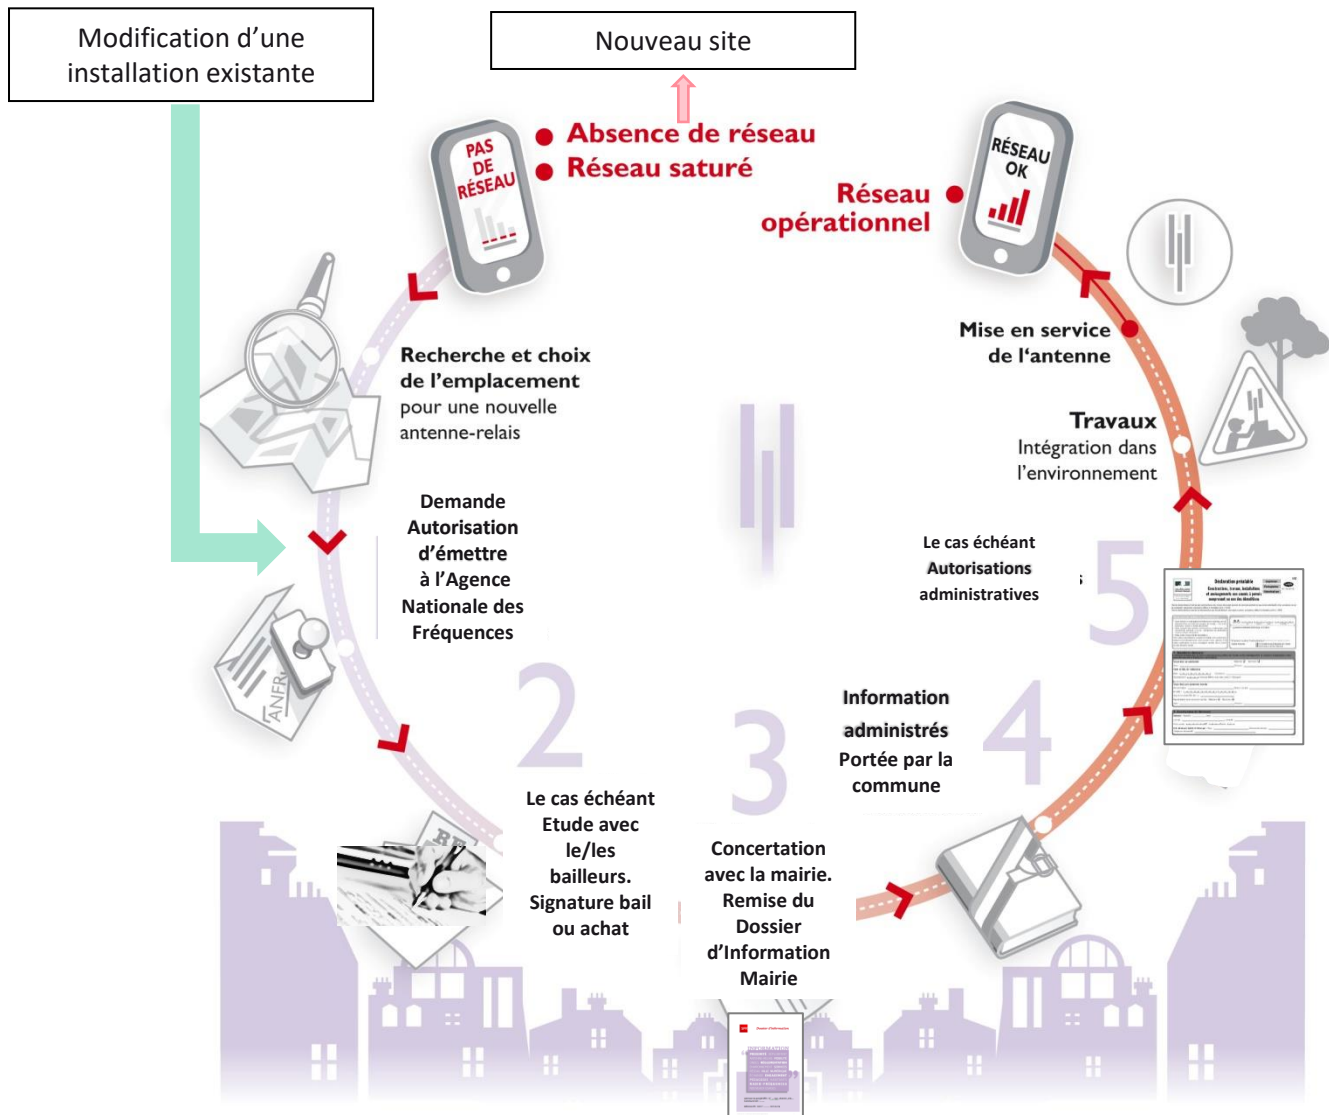 Modification d’une
installation existante
Nouveau site
PAS
DE
RÉSEAU
Absence de réseau
Réseau saturé
RÉSEAU
OK
Réseau
opérationnel
Recherche et choix
de l’emplacement
pour une nouvelle
antenne-relais
Mise en service
de l‘antenne
Travaux
Intégration dans
l’environnement
Demande
Autorisation
d’émettre
à l’Agence
Nationale des
Fréquences
ANFR
Le cas échéant
Autorisations
administratives
5
Déclaration préalable
2
Le cas échéant
Etude avec
le/les
bailleurs.
Signature bail
ou achat
3
Concertation
avec la mairie.
Remise du
Dossier
d’Information
Mairie
4
Information
administrés
Portée par la
commune
Dossier d’Information